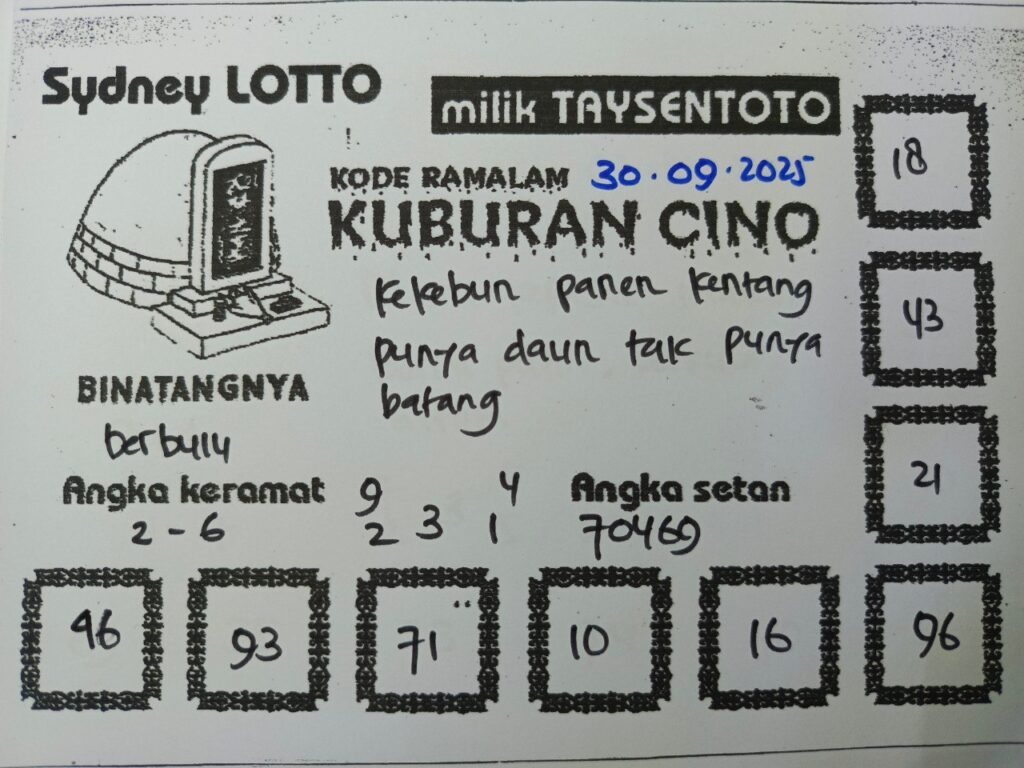 Sydney LOTTO
milik TAYSENTOTO
KODE RAMALAM 30.09.2025
KUBURAN CINO
Kekebun panen kentang
punya daun tak punya
batang
BINATANGNYA
berbulu
Angka keramat
2 - 6
9 4
2 3 1
Angka setan
70469
18
43
21
46 93 71 10 16 96